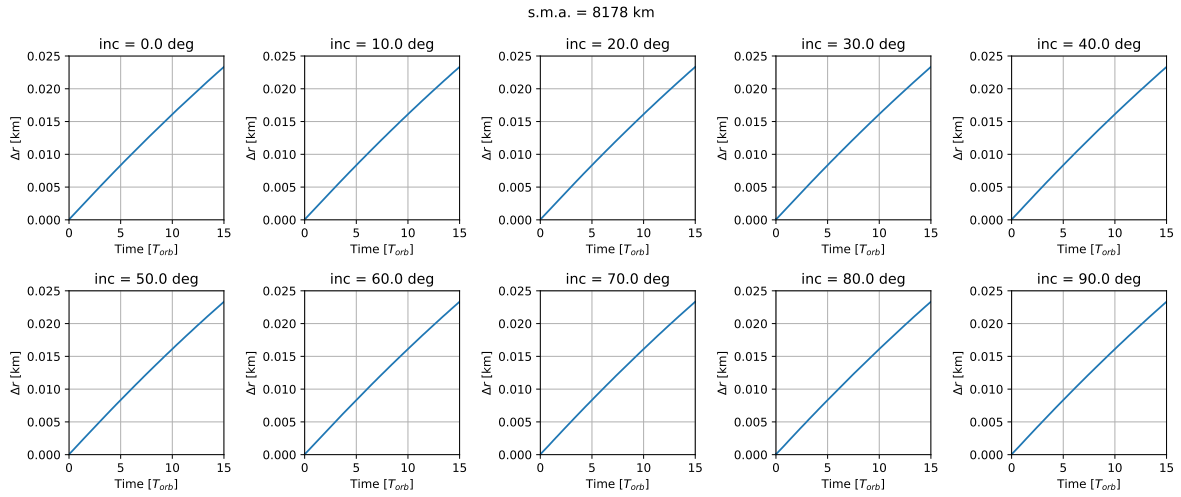 s.m.a. = 8178 km
inc = 0.0 deg
0.025
0.020
0.015
0.010
0.005
0.000
Δr [km]
0 5 10 15
Time [T_orb]
inc = 10.0 deg
0.025
0.020
0.015
0.010
0.005
0.000
Δr [km]
0 5 10 15
Time [T_orb]
inc = 20.0 deg
0.025
0.020
0.015
0.010
0.005
0.000
Δr [km]
0 5 10 15
Time [T_orb]
inc = 30.0 deg
0.025
0.020
0.015
0.010
0.005
0.000
Δr [km]
0 5 10 15
Time [T_orb]
inc = 40.0 deg
0.025
0.020
0.015
0.010
0.005
0.000
Δr [km]
0 5 10 15
Time [T_orb]
inc = 50.0 deg
0.025
0.020
0.015
0.010
0.005
0.000
Δr [km]
0 5 10 15
Time [T_orb]
inc = 60.0 deg
0.025
0.020
0.015
0.010
0.005
0.000
Δr [km]
0 5 10 15
Time [T_orb]
inc = 70.0 deg
0.025
0.020
0.015
0.010
0.005
0.000
Δr [km]
0 5 10 15
Time [T_orb]
inc = 80.0 deg
0.025
0.020
0.015
0.010
0.005
0.000
Δr [km]
0 5 10 15
Time [T_orb]
inc = 90.0 deg
0.025
0.020
0.015
0.010
0.005
0.000
Δr [km]
0 5 10 15
Time [T_orb]